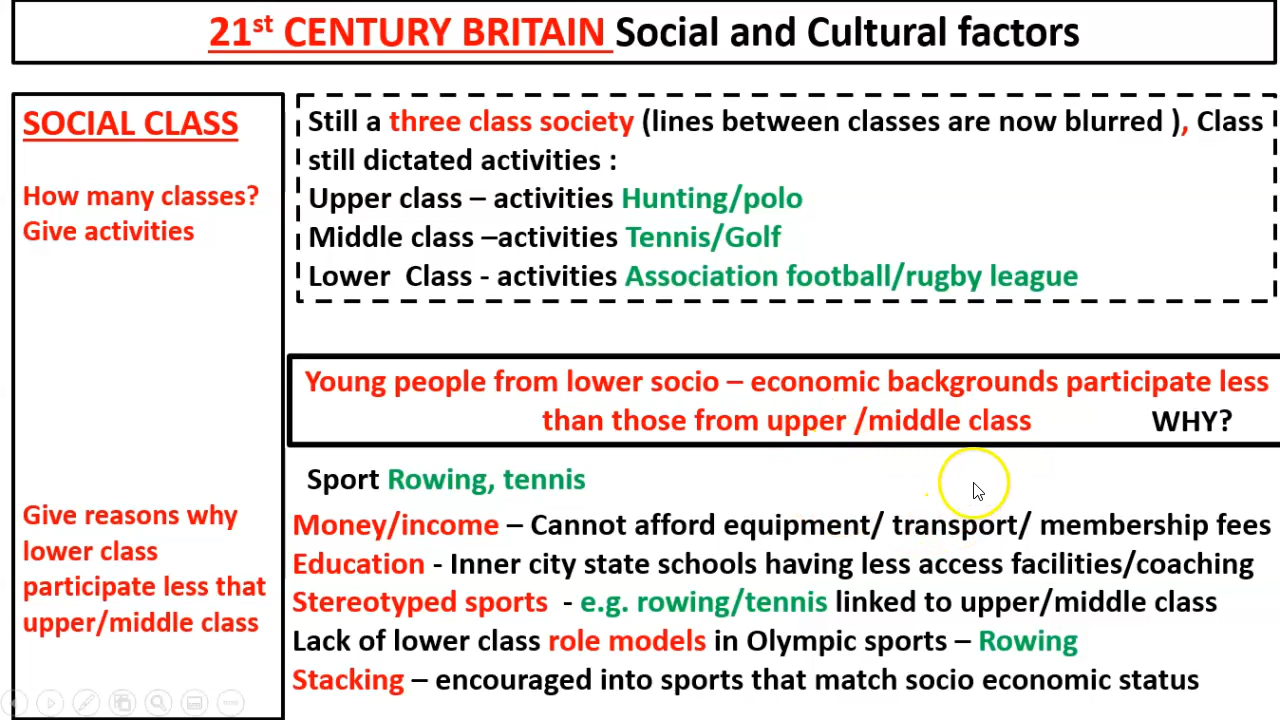 21st CENTURY BRITAIN Social and Cultural factors
SOCIAL CLASS
How many classes?
Give activities
Give reasons why
lower class
participate less that
upper/middle class
Still a three class society (lines between classes are now blurred ), Class
still dictated activities :
Upper class – activities Hunting/polo
Middle class –activities Tennis/Golf
Lower Class - activities Association football/rugby league
Young people from lower socio – economic backgrounds participate less
than those from upper /middle class WHY?
Sport Rowing, tennis
Money/income – Cannot afford equipment/ transport/ membership fees
Education - Inner city state schools having less access facilities/coaching
Stereotyped sports - e.g. rowing/tennis linked to upper/middle class
Lack of lower class role models in Olympic sports – Rowing
Stacking – encouraged into sports that match socio economic status